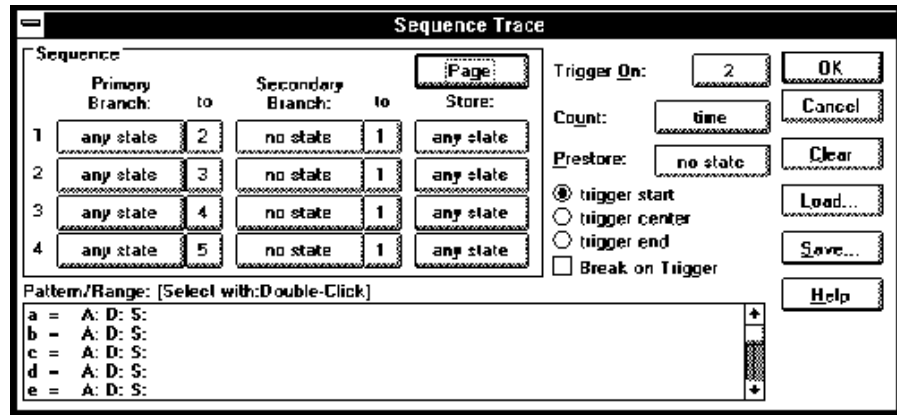 Sequence Trace
Sequence
Page
Primary Branch: to Secondary Branch: to Store:
1 any state 2 no state 1 any state
2 any state 3 no state 1 any state
3 any state 4 no state 1 any state
4 any state 5 no state 1 any state
Trigger On: 2
Count: time
Prestore: no state
trigger start
trigger center
trigger end
Break on Trigger
OK
Cancel
Clear
Load...
Save...
Help
Pattern/Range: [Select with:Double-Click]
a = A: D: S:
b = A: D: S:
c = A: D: S:
d = A: D: S:
e = A: D: S: